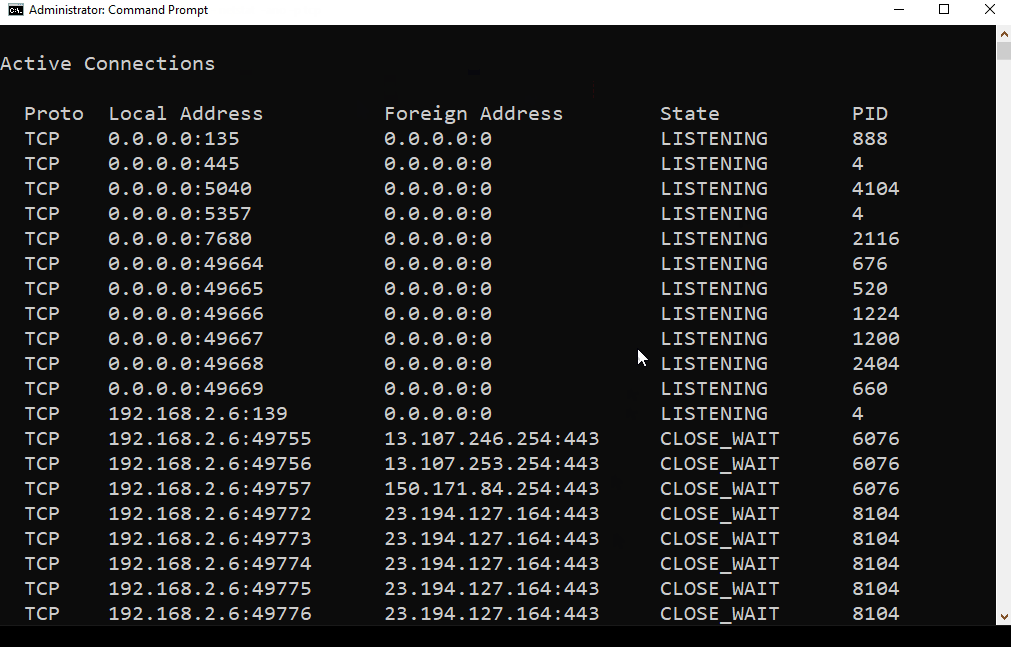 Administrator: Command Prompt
Active Connections
Proto Local Address Foreign Address State PID
TCP 0.0.0.0:135 0.0.0.0:0 LISTENING 888
TCP 0.0.0.0:445 0.0.0.0:0 LISTENING 4
TCP 0.0.0.0:5040 0.0.0.0:0 LISTENING 4104
TCP 0.0.0.0:5357 0.0.0.0:0 LISTENING 4
TCP 0.0.0.0:7680 0.0.0.0:0 LISTENING 2116
TCP 0.0.0.0:49664 0.0.0.0:0 LISTENING 676
TCP 0.0.0.0:49665 0.0.0.0:0 LISTENING 520
TCP 0.0.0.0:49666 0.0.0.0:0 LISTENING 1224
TCP 0.0.0.0:49667 0.0.0.0:0 LISTENING 1200
TCP 0.0.0.0:49668 0.0.0.0:0 LISTENING 2404
TCP 0.0.0.0:49669 0.0.0.0:0 LISTENING 660
TCP 192.168.2.6:139 0.0.0.0:0 LISTENING 4
TCP 192.168.2.6:49755 13.107.246.254:443 CLOSE_WAIT 6076
TCP 192.168.2.6:49756 13.107.253.254:443 CLOSE_WAIT 6076
TCP 192.168.2.6:49757 150.171.84.254:443 CLOSE_WAIT 6076
TCP 192.168.2.6:49772 23.194.127.164:443 CLOSE_WAIT 8104
TCP 192.168.2.6:49773 23.194.127.164:443 CLOSE_WAIT 8104
TCP 192.168.2.6:49774 23.194.127.164:443 CLOSE_WAIT 8104
TCP 192.168.2.6:49775 23.194.127.164:443 CLOSE_WAIT 8104
TCP 192.168.2.6:49776 23.194.127.164:443 CLOSE_WAIT 8104